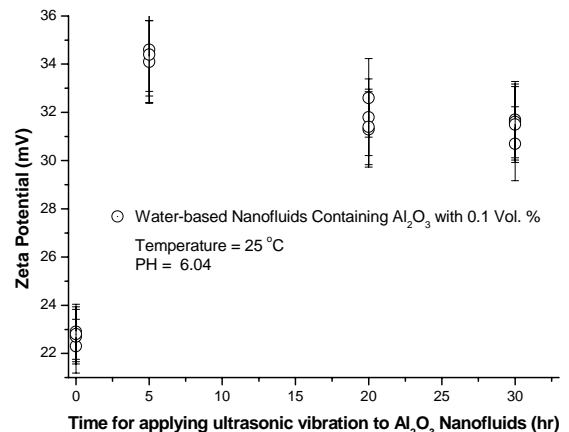 36
34
32
30
28
26
24
22
Zeta Potential (mV)
Water-based Nanofluids Containing Al₂O₃ with 0.1 Vol. %
Temperature = 25 °C
PH = 6.04
0 5 10 15 20 25 30
Time for applying ultrasonic vibration to Al₂O₃ Nanofluids (hr)